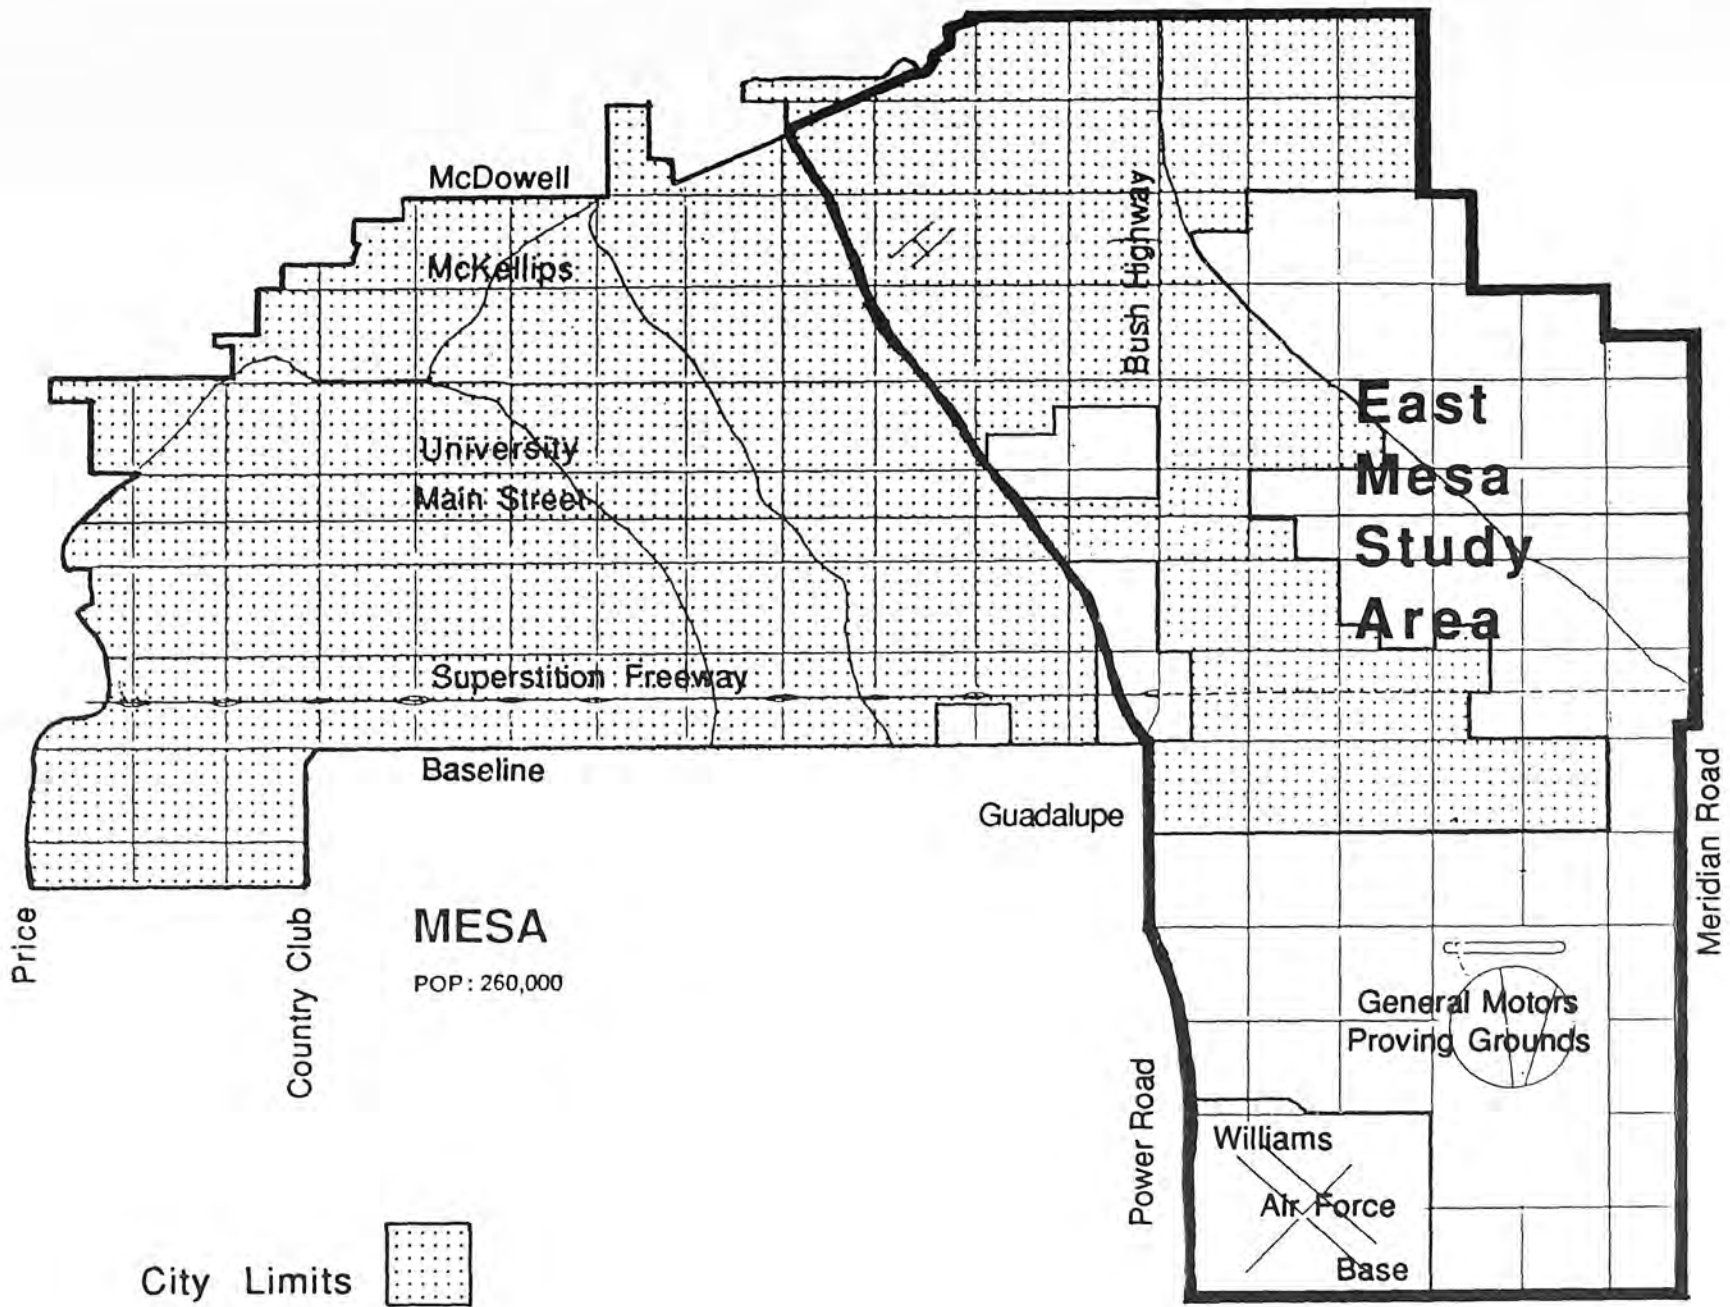 McDowell
McKellips
Bush Highway
University
Main Street
East
Mesa
Study
Area
Superstition Freeway
Baseline
Guadalupe
Meridian Road
Price
Country Club
MESA
POP: 260,000
General Motors
Proving Grounds
Power Road
Williams
Air Force
Base
City Limits